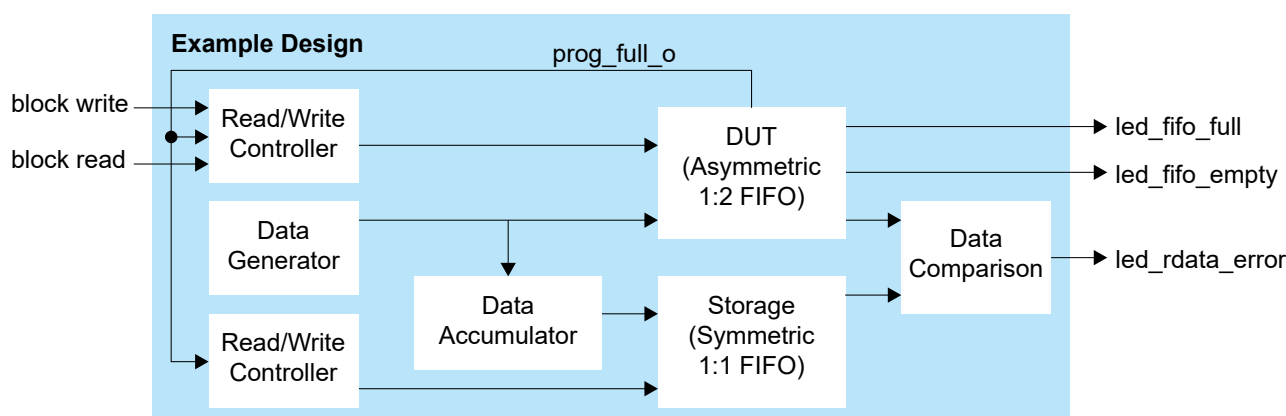 Example Design
prog_full_o
block write
block read
Read/Write
Controller
DUT
(Asymmetric
1:2 FIFO)
led_fifo_full
led_fifo_empty
Data
Generator
Data
Comparison
led_rdata_error
Data
Accumulator
Storage
(Symmetric
1:1 FIFO)
Read/Write
Controller